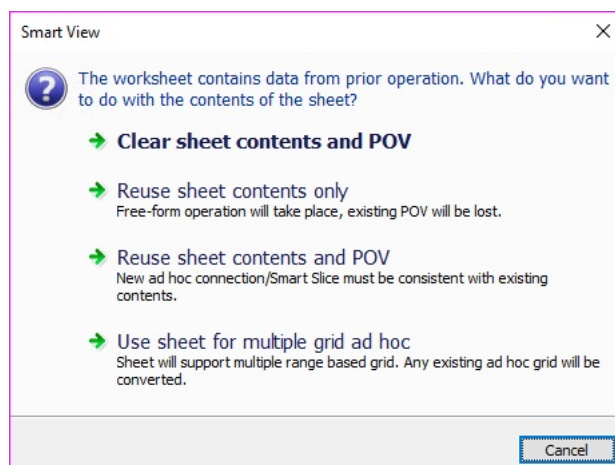 Smart View
The worksheet contains data from prior operation. What do you want
to do with the contents of the sheet?
Clear sheet contents and POV
Reuse sheet contents only
Free-form operation will take place, existing POV will be lost.
Reuse sheet contents and POV
New ad hoc connection/Smart Slice must be consistent with existing
contents.
Use sheet for multiple grid ad hoc
Sheet will support multiple range based grid. Any existing ad hoc grid will be
converted.
Cancel